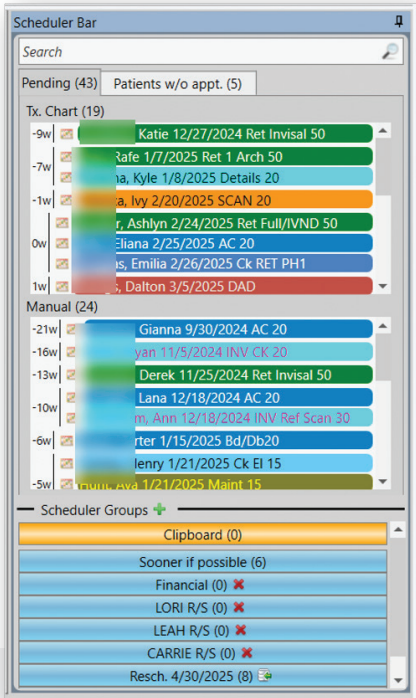 Scheduler Bar
Search
Pending (43) Patients w/o appt. (5)
Tx. Chart (19)
-9w Katie 12/27/2024 Ret Invisal 50
-7w Rafe 1/7/2025 Ret 1 Arch 50
Kyle 1/8/2025 Details 20
-1w Ivy 2/20/2025 SCAN 20
Ashlyn 2/24/2025 Ret Full/IVND 50
0w Eliana 2/25/2025 AC 20
Emilia 2/26/2025 Ck RET PH1
1w Dalton 3/5/2025 DAD
Manual (24)
-21w Gianna 9/30/2024 AC 20
-16w 11/5/2024 INV CK 20
-13w Derek 11/25/2024 Ret Invisal 50
-10w Lana 12/18/2024 AC 20
Ann 12/18/2024 INV Ref Scan 30
-6w 1/15/2025 Bd/Db20
Henry 1/21/2025 Ck El 15
-5w Ava 1/21/2025 Maint 15
Scheduler Groups
Clipboard (0)
Sooner if possible (6)
Financial (0)
LORI R/S (0)
LEAH R/S (0)
CARRIE R/S (0)
Resch. 4/30/2025 (8)